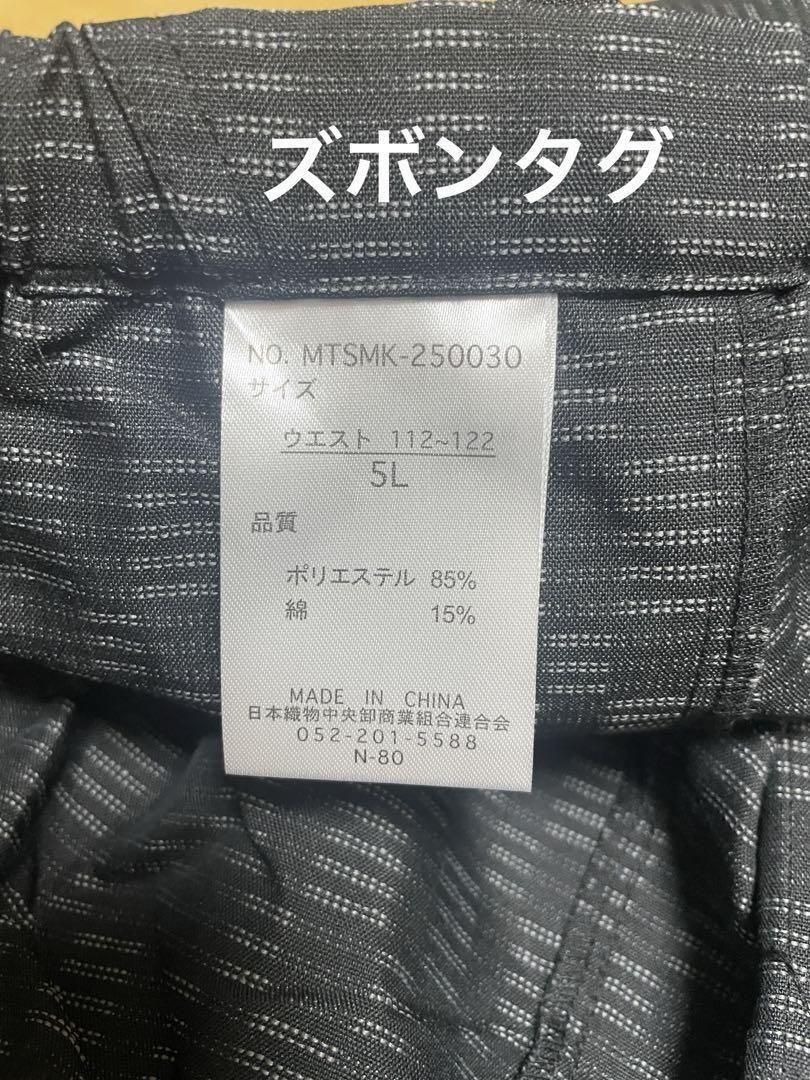 ズボンタグ
NO. MTSMK-250030
サイズ
ウエスト 112~122
5L
品質
ポリエステル 85%
綿 15%
MADE IN CHINA
日本織物中央卸商業組合連合会
052-201-5588
N-80